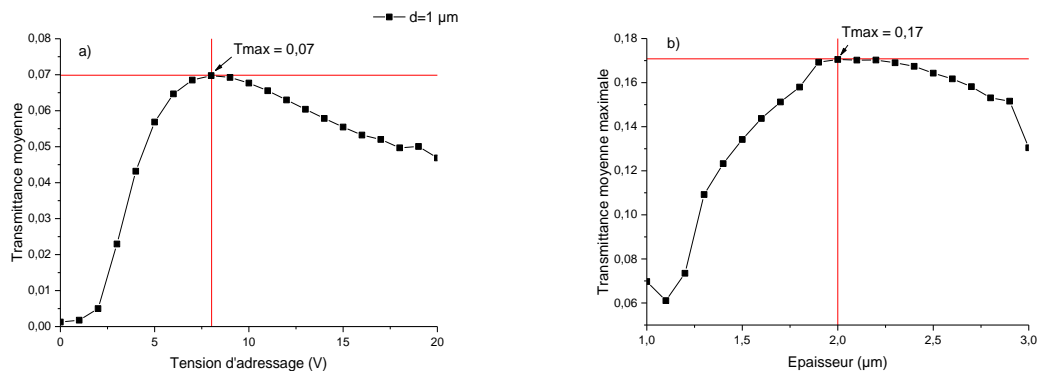 d=1 µm
a)
Tmax = 0,07
0,08
0,07
0,06
0,05
0,04
0,03
0,02
0,01
0,00
Transmittance moyenne
0
5
10
15
20
Tension d'adressage (V)
b)
Tmax = 0,17
0,18
0,16
0,14
0,12
0,10
0,08
0,06
Transmittance moyenne maximale
1,0
1,5
2,0
2,5
3,0
Epaisseur (µm)